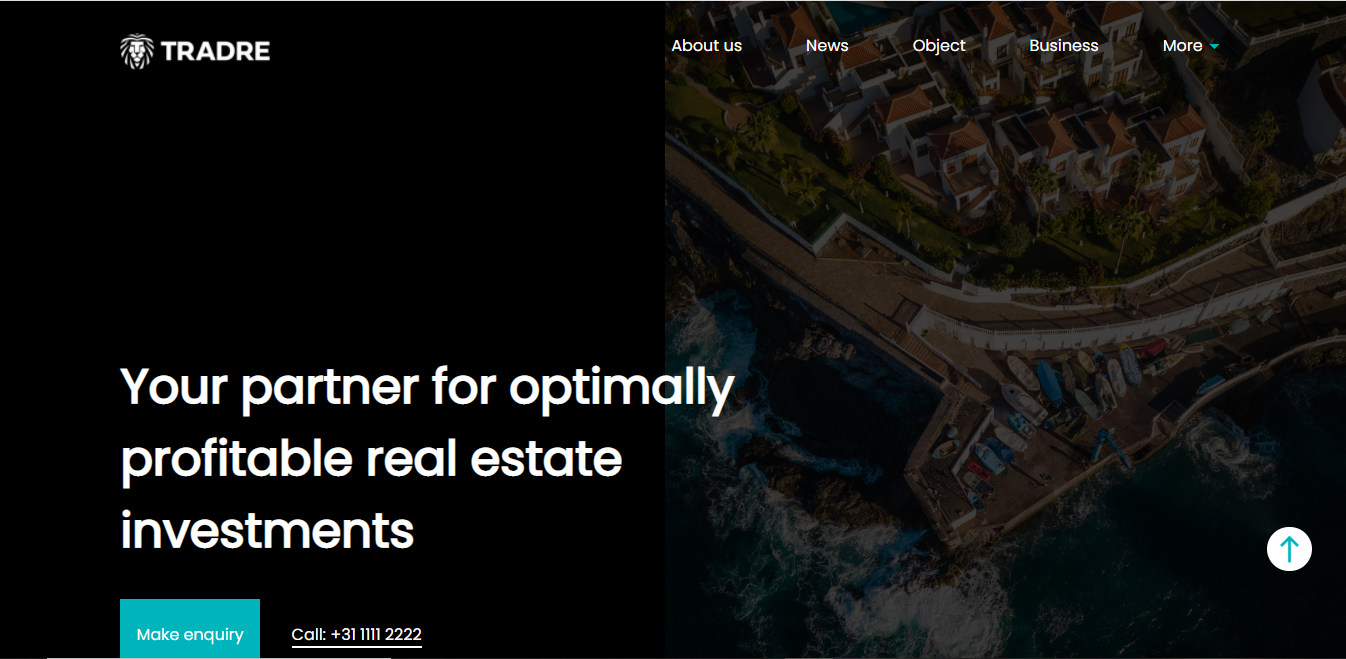 TRADRE
About us
News
Object
Business
More
Your partner for optimally
profitable real estate
investments
Make enquiry
Call: +31 1111 2222